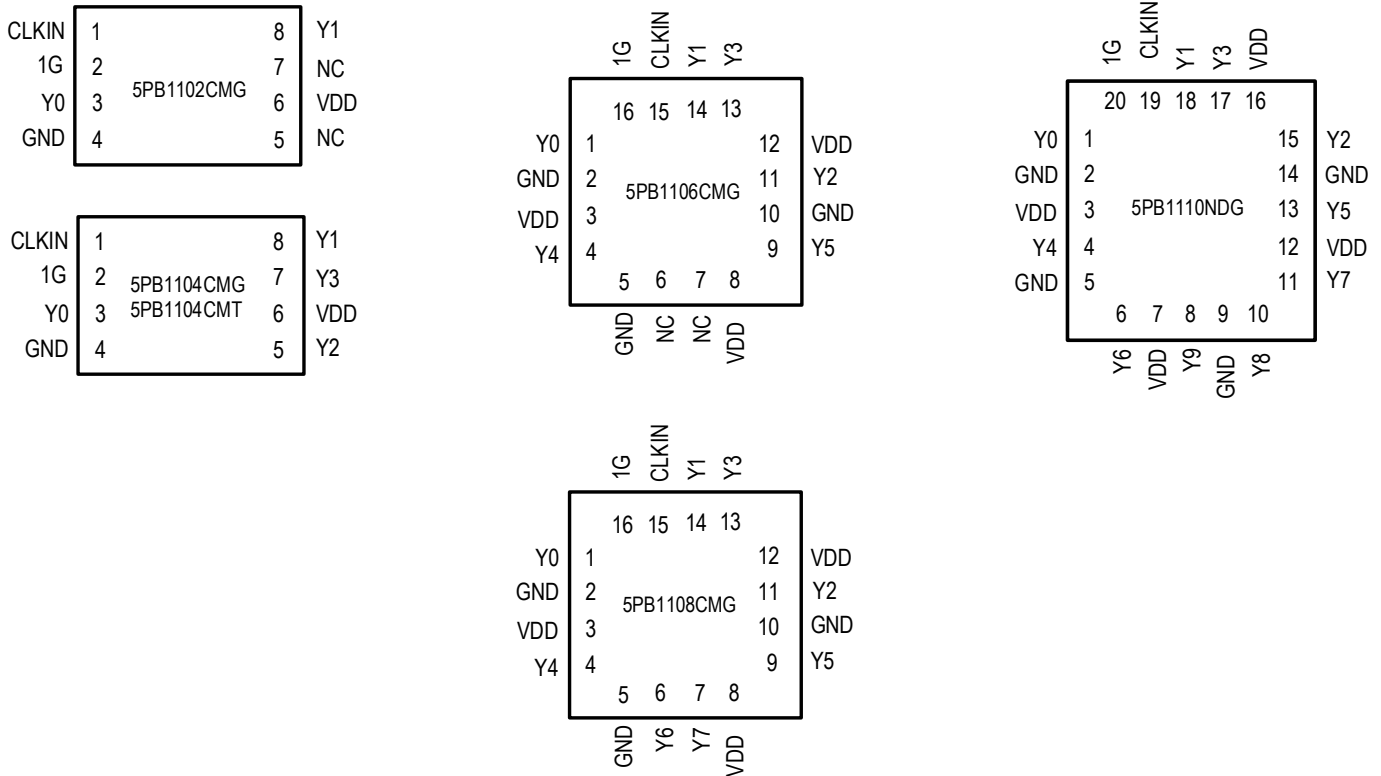 CLKIN 1 8 Y1
1G 2 7 NC
5PB1102CMG
Y0 3 6 VDD
GND 4 5 NC
CLKIN 1 8 Y1
1G 2 7 Y3
5PB1104CMG
5PB1104CMT
Y0 3 6 VDD
GND 4 5 Y2
1G CLKIN Y1 Y3
16 15 14 13
Y0 1 12 VDD
GND 2 11 Y2
5PB1106CMG
VDD 3 10 GND
Y4 4 9 Y5
5 6 7 8
GND NC NC VDD
1G CLKIN Y1 Y3 VDD
20 19 18 17 16
Y0 1 15 Y2
GND 2 14 GND
VDD 3 5PB1110NDG 13 Y5
Y4 4 12 VDD
GND 5 11 Y7
6 7 8 9 10
Y6 VDD Y9 GND Y8
1G CLKIN Y1 Y3
16 15 14 13
Y0 1 12 VDD
GND 2 11 Y2
5PB1108CMG
VDD 3 10 GND
Y4 4 9 Y5
5 6 7 8
GND Y6 Y7 VDD